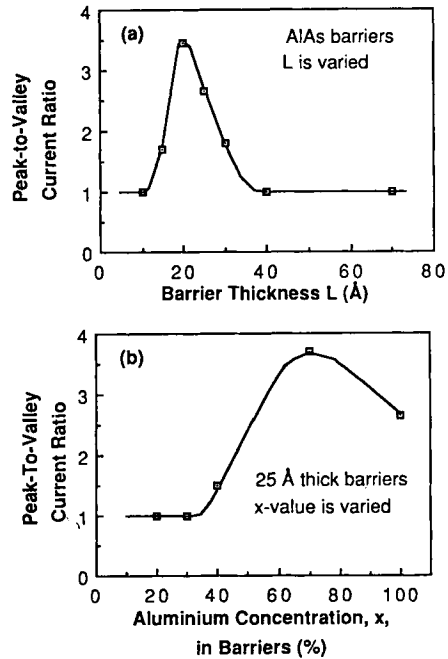 (a)
AlAs barriers
L is varied
Peak-to-Valley
Current Ratio
4
3
2
1
0
0 20 40 60 80
Barrier Thickness L (Å)
(b)
25 Å thick barriers
x-value is varied
Peak-To-Valley
Current Ratio
4
3
2
1
0
0 20 40 60 80 100
Aluminium Concentration, x,
in Barriers (%)